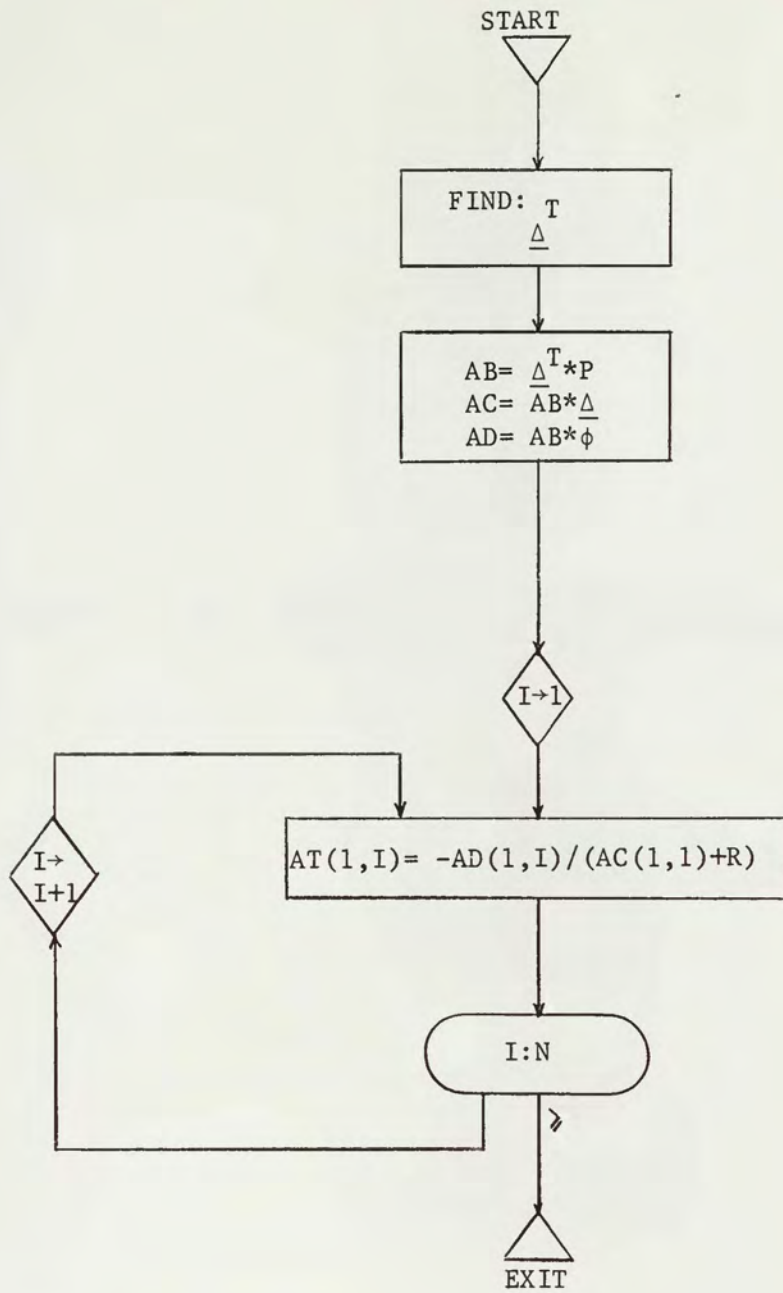 START
FIND: Δ̲ᵀ
AB= Δ̲ᵀ*P
AC= AB*Δ̲
AD= AB*ϕ
I→1
I→
I+1
AT(1,I)= -AD(1,I)/(AC(1,1)+R)
I:N
⩾
EXIT